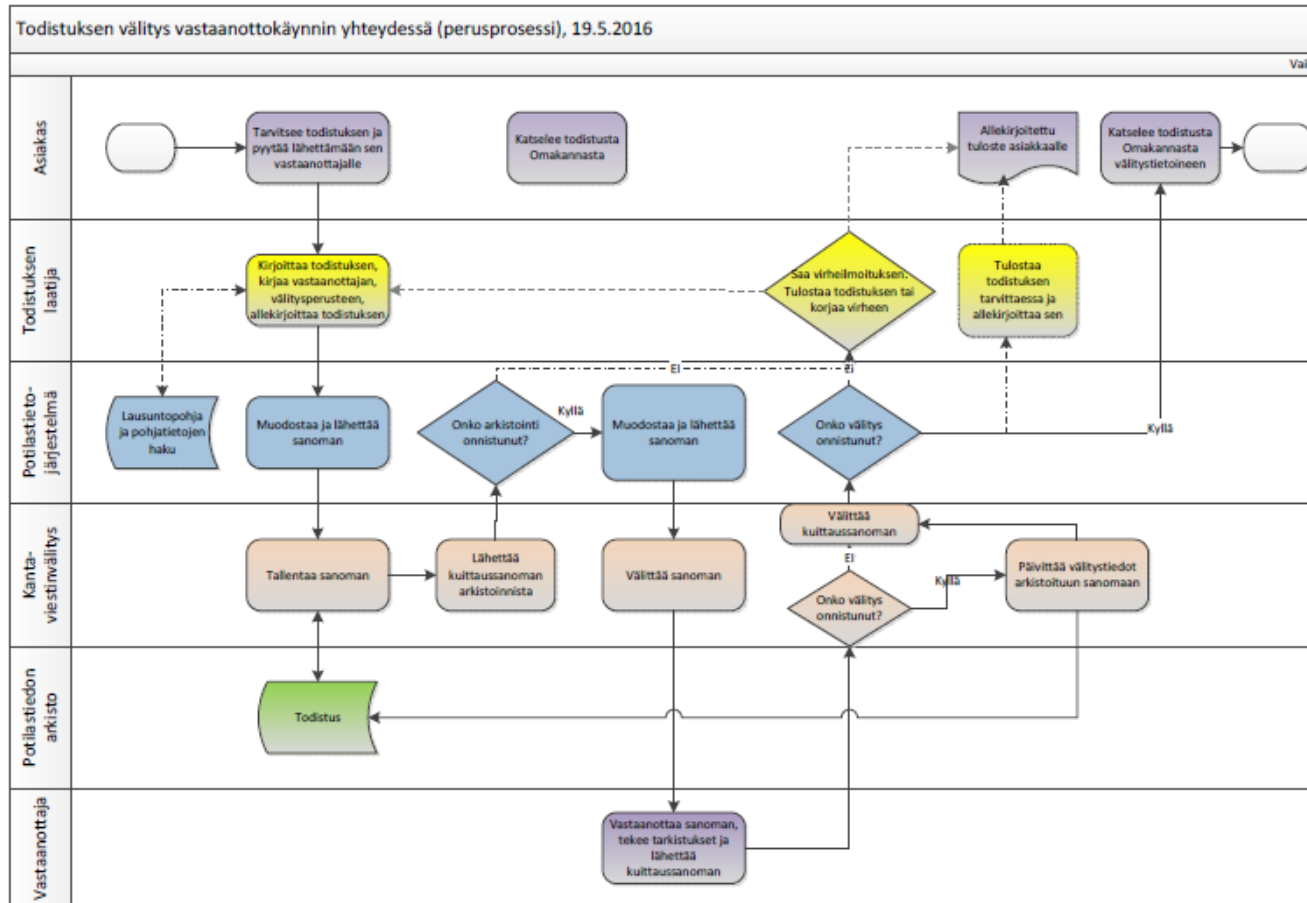 Todistuksen välitys vastaanottokäynnin yhteydessä (perusprosessi), 19.5.2016
Vai
Asiakas
Tarvitsee todistuksen ja
pyytää lähettämään sen
vastaanottajalle
Katselee todistusta
Omakannasta
Allekirjoitettu
tuloste asiakkaalle
Katselee todistusta
Omakannasta
välitystietoineen
Todistuksen
laatija
Kirjoittaa todistuksen,
kirjaa vastaanottajan,
välitysperusteen,
allekirjoittaa todistuksen
Saa virheilmoituksen:
Tulostaa todistuksen tai
korjaa virheen
Tulostaa
todistuksen
tarvittaessa ja
allekirjoittaa sen
Potilastieto-
järjestelmä
Lausuntopohja
ja pohjatietojen
haku
Muodostaa ja lähettää
sanoman
Onko arkistointi
onnistunut?
EI
Kyllä
Muodostaa ja lähettää
sanoman
Ei
Onko välitys
onnistunut?
Kyllä
Kanta-
viestinvälitys
Tallentaa sanoman
Lähettää
kuittaussanoman
arkistoinnista
Välittää sanoman
Välittää
kuittaussanoman
EI
Onko välitys
onnistunut?
Kyllä
Päivittää välitystiedot
arkistoituun sanomaan
Potilastiedon
arkisto
Todistus
Vastaanottaja
Vastaanottaa sanoman,
tekee tarkistukset ja
lähettää
kuittaussanoman